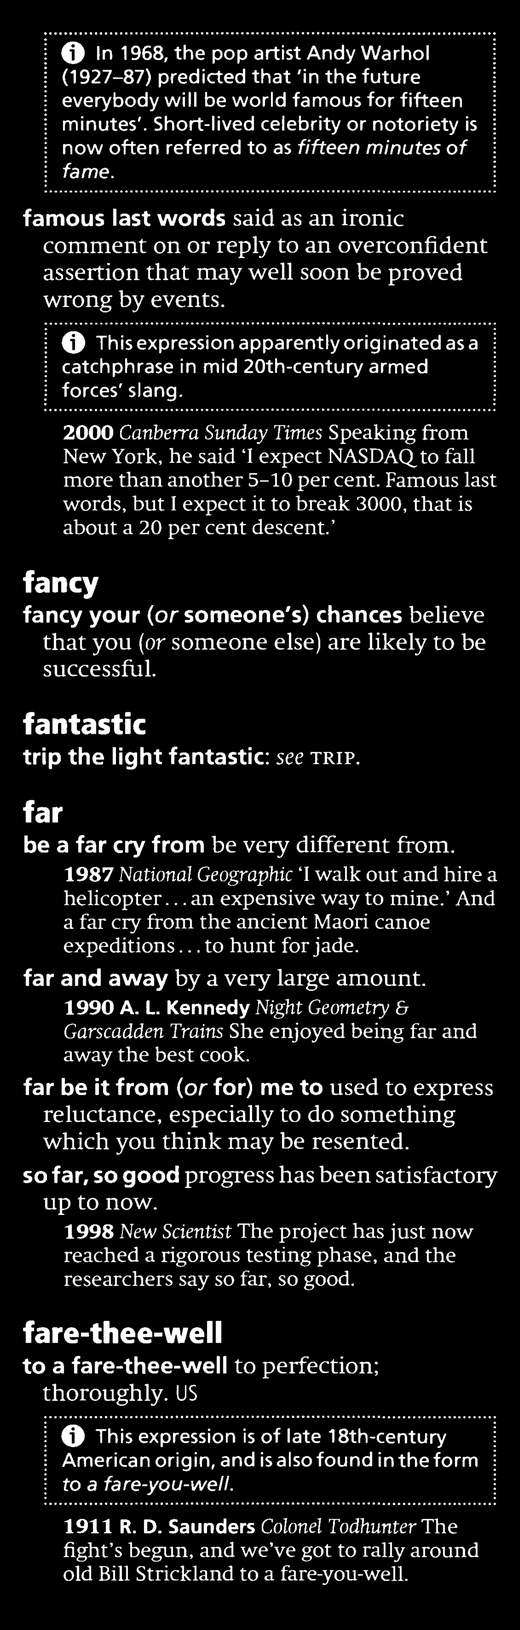 i In 1968, the pop artist Andy Warhol
(1927–87) predicted that ‘in the future
everybody will be world famous for fifteen
minutes’. Short-lived celebrity or notoriety is
now often referred to as fifteen minutes of
fame.
famous last words said as an ironic
comment on or reply to an overconfident
assertion that may well soon be proved
wrong by events.
i This expression apparently originated as a
catchphrase in mid 20th-century armed
forces’ slang.
2000 Canberra Sunday Times Speaking from
New York, he said ‘I expect NASDAQ to fall
more than another 5–10 per cent. Famous last
words, but I expect it to break 3000, that is
about a 20 per cent descent.’
fancy
fancy your (or someone’s) chances believe
that you (or someone else) are likely to be
successful.
fantastic
trip the light fantastic: see TRIP.
far
be a far cry from be very different from.
1987 National Geographic ‘I walk out and hire a
helicopter...an expensive way to mine.’ And
a far cry from the ancient Maori canoe
expeditions...to hunt for jade.
far and away by a very large amount.
1990 A. L. Kennedy Night Geometry &
Garscadden Trains She enjoyed being far and
away the best cook.
far be it from (or for) me to used to express
reluctance, especially to do something
which you think may be resented.
so far, so good progress has been satisfactory
up to now.
1998 New Scientist The project has just now
reached a rigorous testing phase, and the
researchers say so far, so good.
fare-thee-well
to a fare-thee-well to perfection;
thoroughly. US
i This expression is of late 18th-century
American origin, and is also found in the form
to a fare-you-well.
1911 R. D. Saunders Colonel Todhunter The
fight’s begun, and we’ve got to rally around
old Bill Strickland to a fare-you-well.